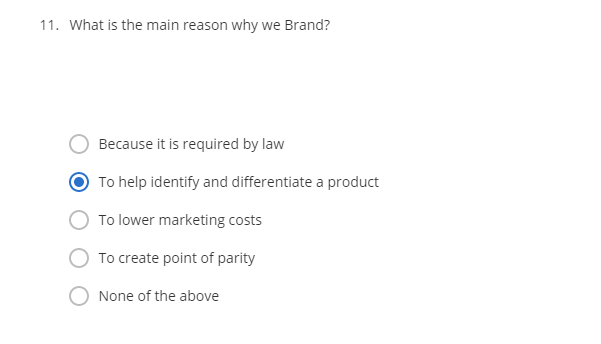 11. What is the main reason why we Brand?
Because it is required by law
To help identify and differentiate a product
To lower marketing costs
To create point of parity
None of the above